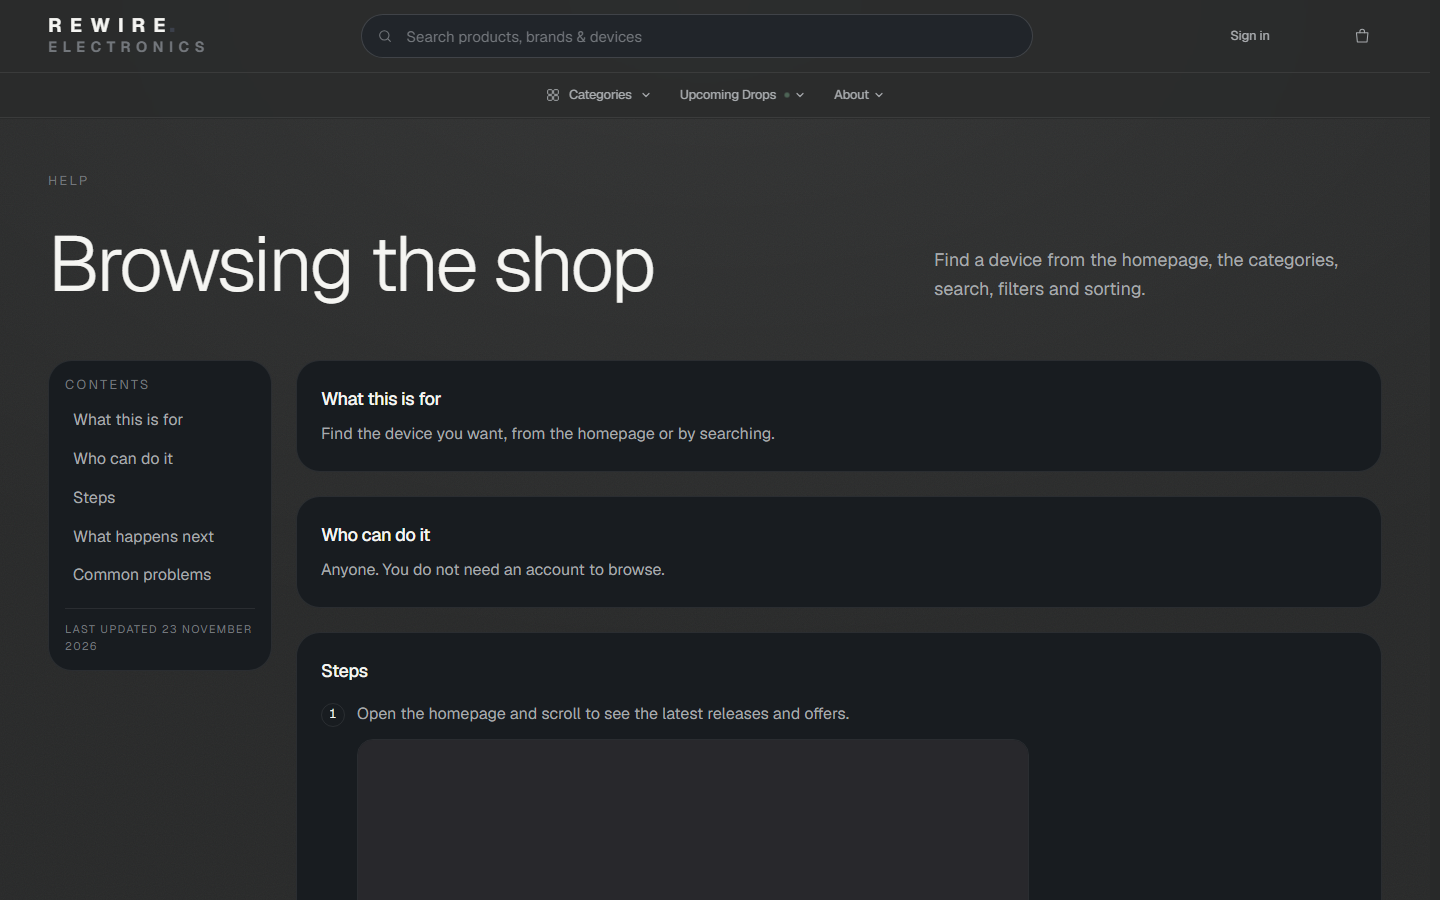 REWIRE.
ELECTRONICS
Search products, brands & devices
Sign in
Categories
Upcoming Drops
About
HELP
Browsing the shop
Find a device from the homepage, the categories,
search, filters and sorting.
CONTENTS
What this is for
Who can do it
Steps
What happens next
Common problems
LAST UPDATED 23 NOVEMBER
2026
What this is for
Find the device you want, from the homepage or by searching.
Who can do it
Anyone. You do not need an account to browse.
Steps
1 Open the homepage and scroll to see the latest releases and offers.